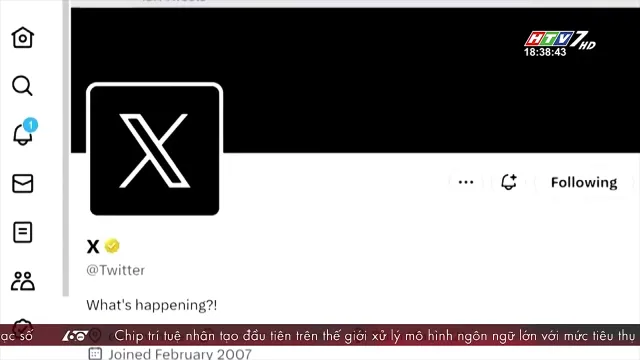 HTV7 HD
18:38:43
1
Following
X
@Twitter
What's happening?!
ạc số 60 Chip trí tuệ nhân tạo đầu tiên trên thế giới xử lý mô hình ngôn ngữ lớn với mức tiêu thụ
Joined February 2007